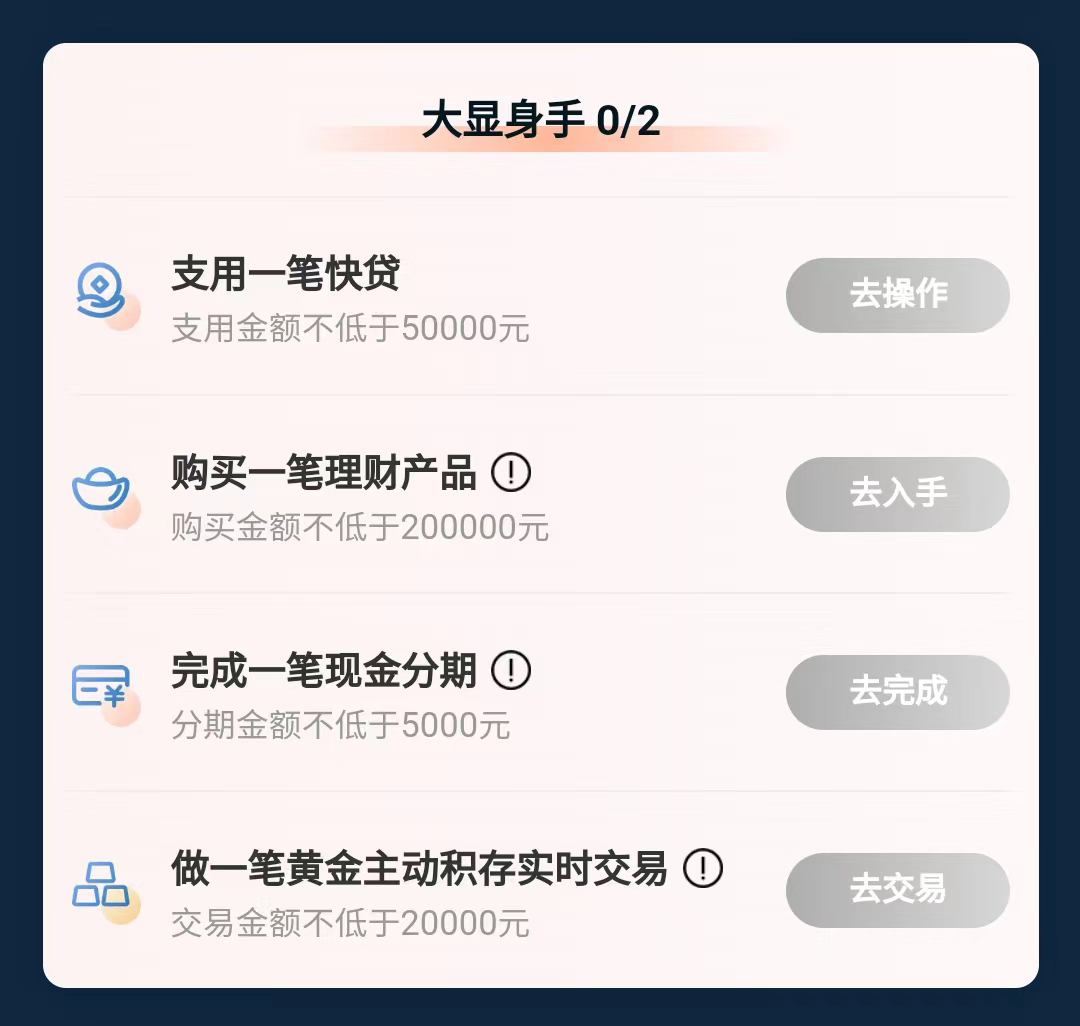 大显身手 0/2
支用一笔快贷
支用金额不低于50000元
去操作
购买一笔理财产品
购买金额不低于200000元
去入手
完成一笔现金分期
分期金额不低于5000元
去完成
做一笔黄金主动积存实时交易
交易金额不低于20000元
去交易